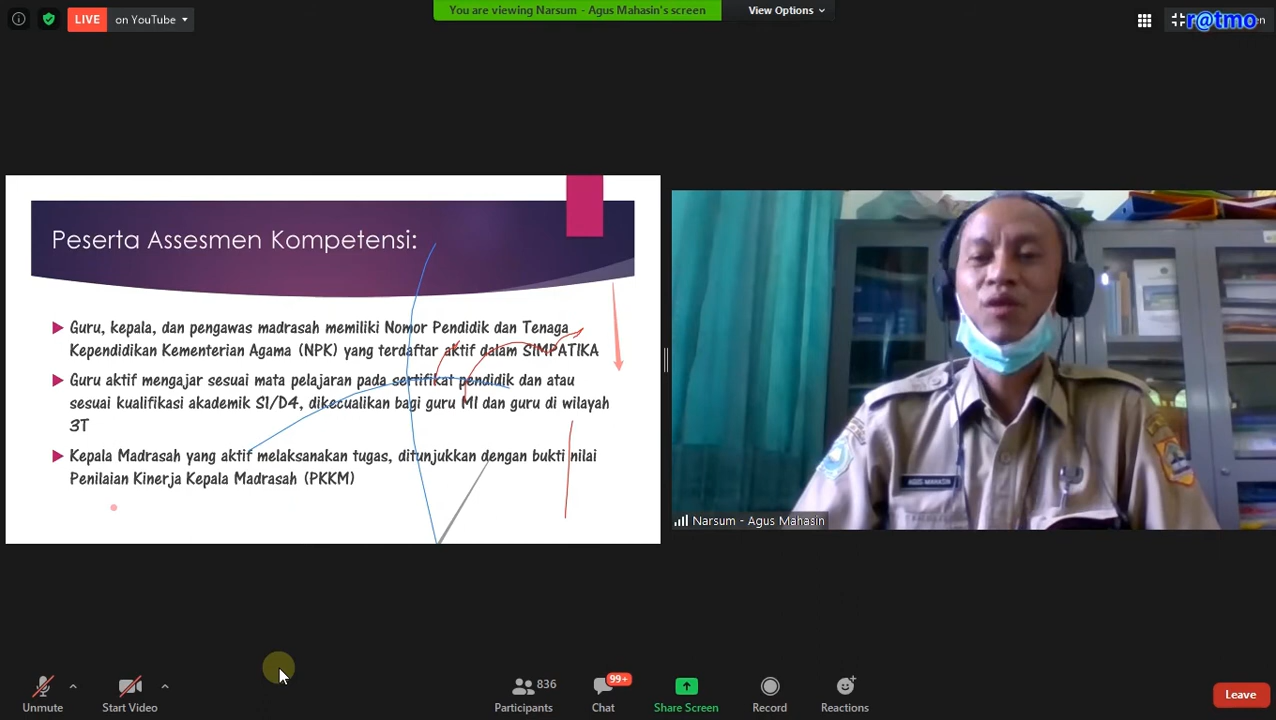 LIVE on YouTube
You are viewing Narsum - Agus Mahasin's screen
View Options
r@tmo
Peserta Assesmen Kompetensi:
Guru, kepala, dan pengawas madrasah memiliki Nomor Pendidik dan Tenaga
Kependidikan Kementerian Agama (NPK) yang terdaftar aktif dalam SIMPATIKA
Guru aktif mengajar sesuai mata pelajaran pada sertifikat pendidik dan atau
sesuai kualifikasi akademik S1/D4, dikecualikan bagi guru MI dan guru di wilayah
3T
Kepala Madrasah yang aktif melaksanakan tugas, ditunjukkan dengan bukti nilai
Penilaian Kinerja Kepala Madrasah (PKKM)
AGUS MAHASIN
Narsum - Agus Mahasin
Unmute
Start Video
836
Participants
99+
Chat
Share Screen
Record
Reactions
Leave